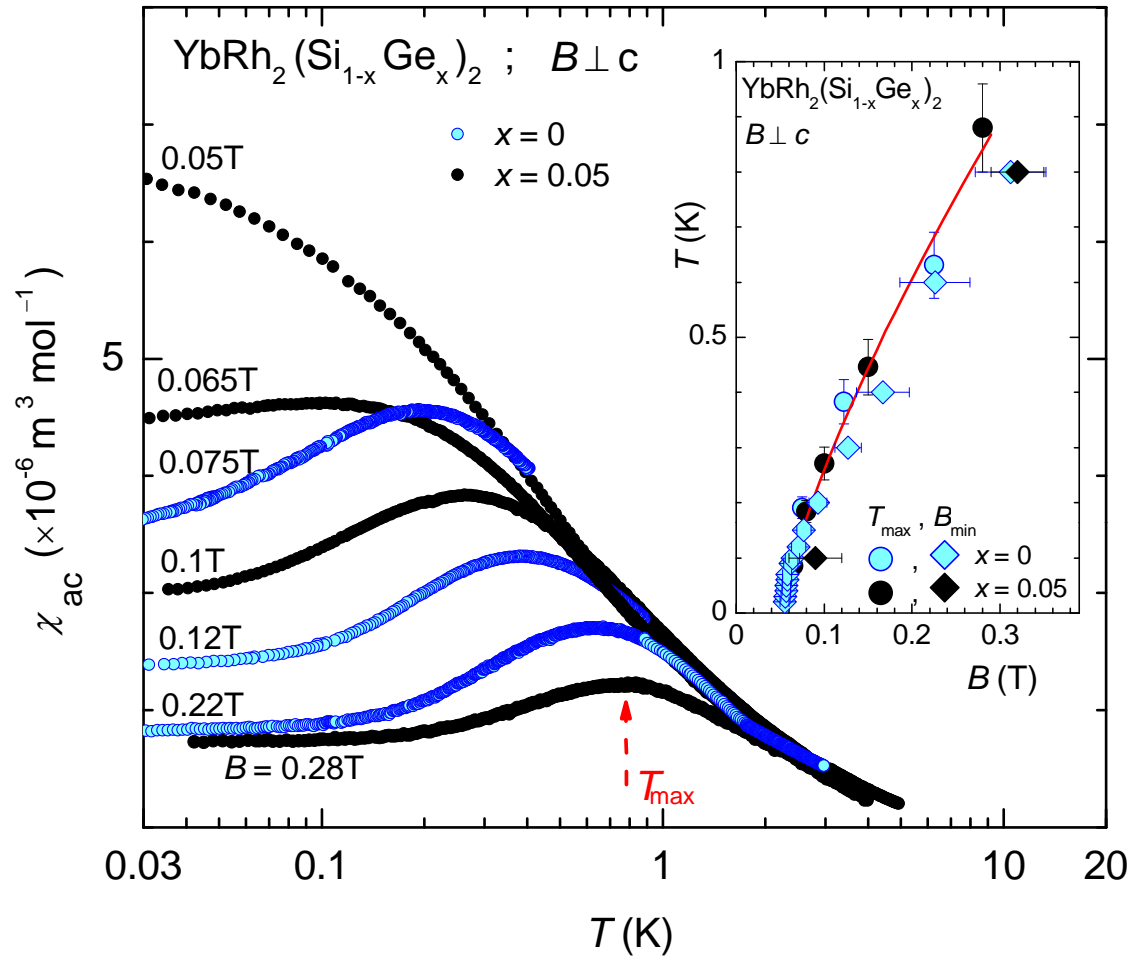 YbRh₂(Si₁₋ₓGeₓ)₂ ; B⊥c
x = 0
x = 0.05
0.05T
0.065T
0.075T
0.1T
0.12T
0.22T
B = 0.28T
Tmax
5
χac (×10⁻⁶ m³ mol⁻¹)
0.03 0.1 1 10 20
T (K)
YbRh₂(Si₁₋ₓGeₓ)₂
B⊥c
1
0.5
0
T (K)
Tmax , Bmin
, x = 0
, x = 0.05
0 0.1 0.2 0.3
B (T)